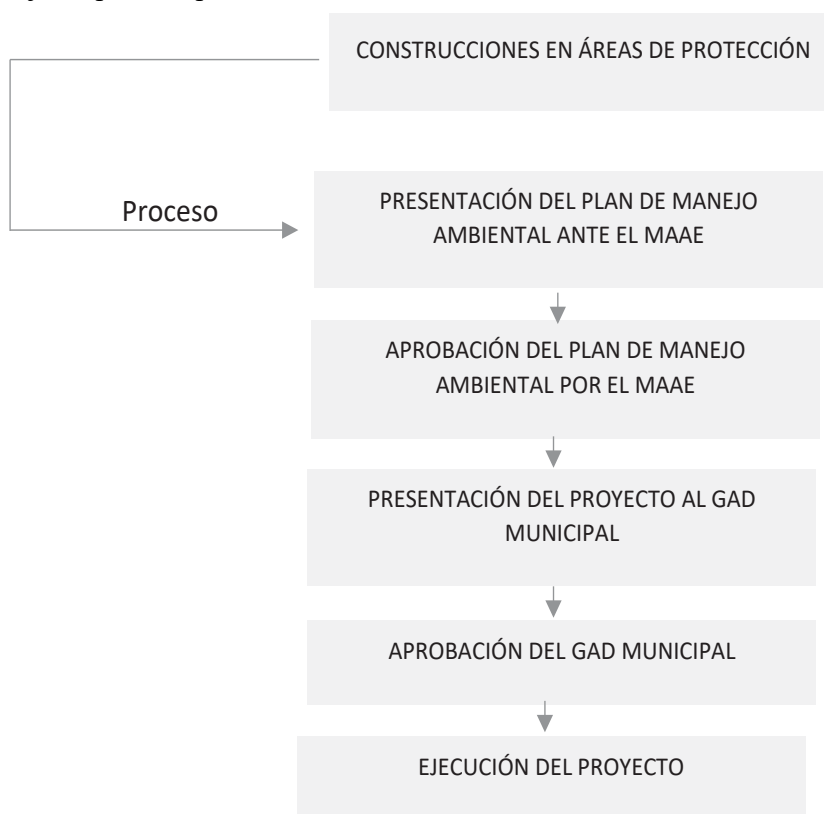 CONSTRUCCIONES EN ÁREAS DE PROTECCIÓN
Proceso
PRESENTACIÓN DEL PLAN DE MANEJO
AMBIENTAL ANTE EL MAAE
APROBACIÓN DEL PLAN DE MANEJO
AMBIENTAL POR EL MAAE
PRESENTACIÓN DEL PROYECTO AL GAD
MUNICIPAL
APROBACIÓN DEL GAD MUNICIPAL
EJECUCIÓN DEL PROYECTO